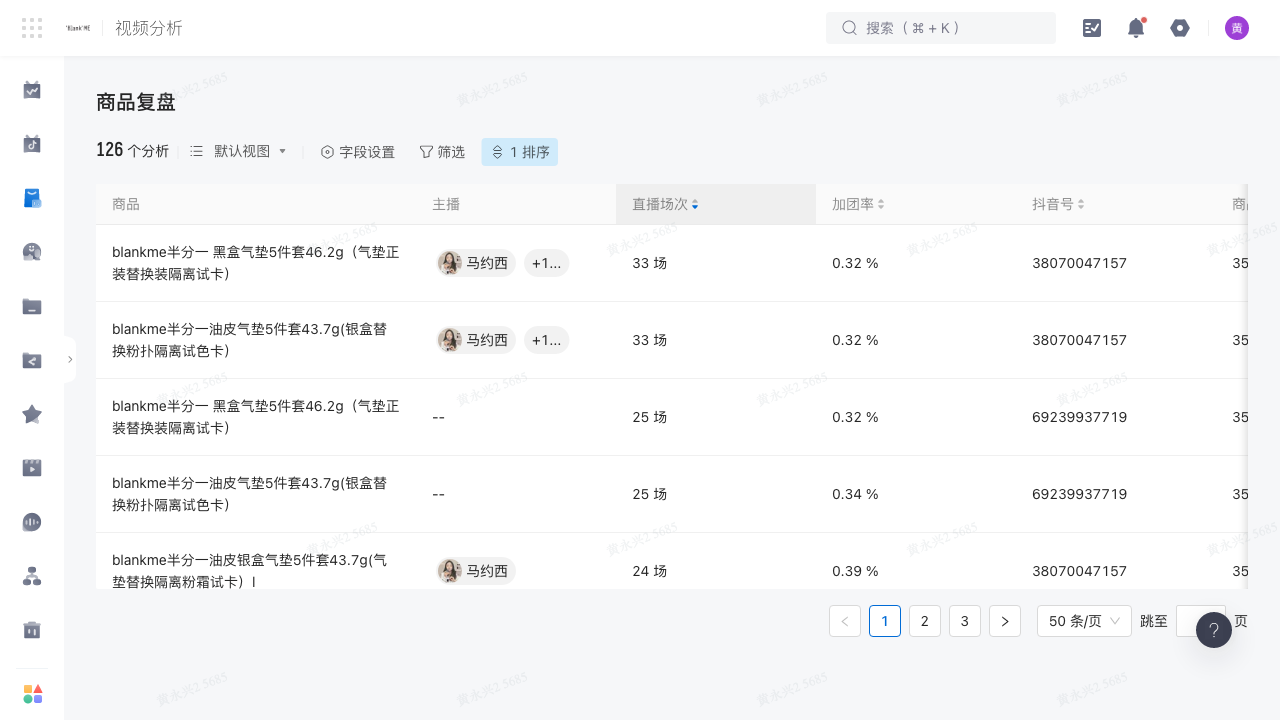 'Blank'ME
视频分析
搜索（ ⌘ + K ）
黄
商品复盘
126 个分析
默认视图
字段设置
筛选
1 排序
商品 主播 直播场次 加团率 抖音号
blankme半分一 黑盒气垫5件套46.2g（气垫正
装替换装隔离试卡）
马约西 +1... 33 场 0.32 % 38070047157 35
blankme半分一油皮气垫5件套43.7g(银盒替
换粉扑隔离试色卡）
马约西 +1... 33 场 0.32 % 38070047157 35
blankme半分一 黑盒气垫5件套46.2g（气垫正
装替换装隔离试卡）
-- 25 场 0.32 % 69239937719 35
blankme半分一油皮气垫5件套43.7g(银盒替
换粉扑隔离试色卡）
-- 25 场 0.34 % 69239937719 35
blankme半分一油皮银盒气垫5件套43.7g(气
垫替换隔离粉霜试卡）I
马约西 24 场 0.39 % 38070047157 35
1 2 3 50 条/页 跳至 页
?
黄永兴2 5685